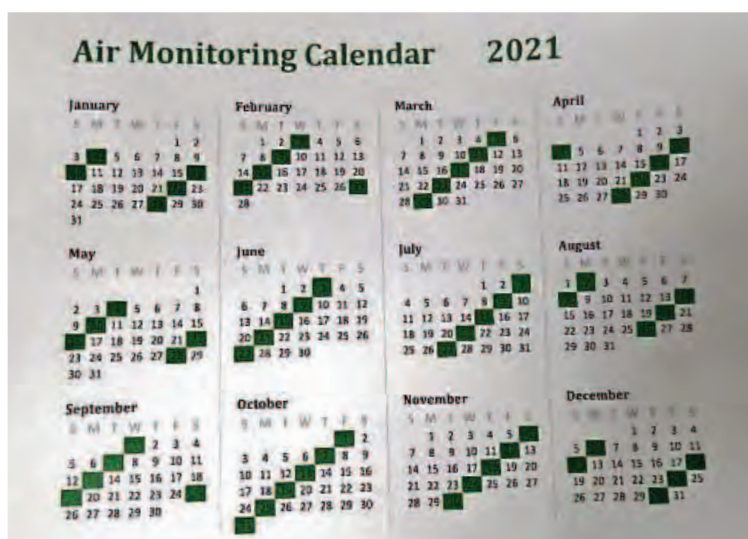 Air Monitoring Calendar 2021
January
S M T W T F S
1 2
3 5 6 7 8 9
11 12 13 14 15
17 18 19 20 21 23
24 25 26 27 29 30
31
February
S M T W T F S
1 2 4 5 6
7 8 10 11 12 13
14 16 17 18 19 20
22 23 24 25 26
28
March
S M T W T F S
1 2 3 4 6
7 8 9 10 12 13
14 15 16 18 19 20
21 22 24 25 26 27
28 30 31
April
S M T W T F S
1 2 3
5 6 7 8 9
11 12 13 14 15 17
18 19 20 21 23 24
25 26 27 29 30
May
S M T W T F S
1
2 3 5 6 7 8
9 11 12 13 14 15
17 18 19 20 21
23 24 25 26 27 29
30 31
June
S M T W T F S
1 2 4 5
6 7 8 10 11 12
13 14 16 17 18 19
20 22 23 24 25 26
28 29 30
July
S M T W T F S
1 2
4 5 6 7 8 10
11 12 13 14 16 17
18 19 20 22 23 24
25 26 28 29 30 31
August
S M T W T F S
1 3 4 5 6 7
9 10 11 12 13
15 16 17 18 19 21
22 23 24 25 27 28
29 30 31
September
S M T W T F S
2 3 4
5 6 8 9 10 11
12 14 15 16 17 18
20 21 22 23 24
26 27 28 29 30
October
S M T W T F S
2
3 4 5 6 8 9
10 11 12 14 15 16
17 18 20 21 22 23
24 26 27 28 29 30
November
S M T W T F S
1 2 3 4 5
7 8 9 10 11 13
14 15 16 17 19 20
21 22 23 25 26 27
28 29
December
S M T W T F S
1 2 3 4
5 7 8 9 10 11
13 14 15 16 17
19 20 21 22 23 25
26 27 28 29 31